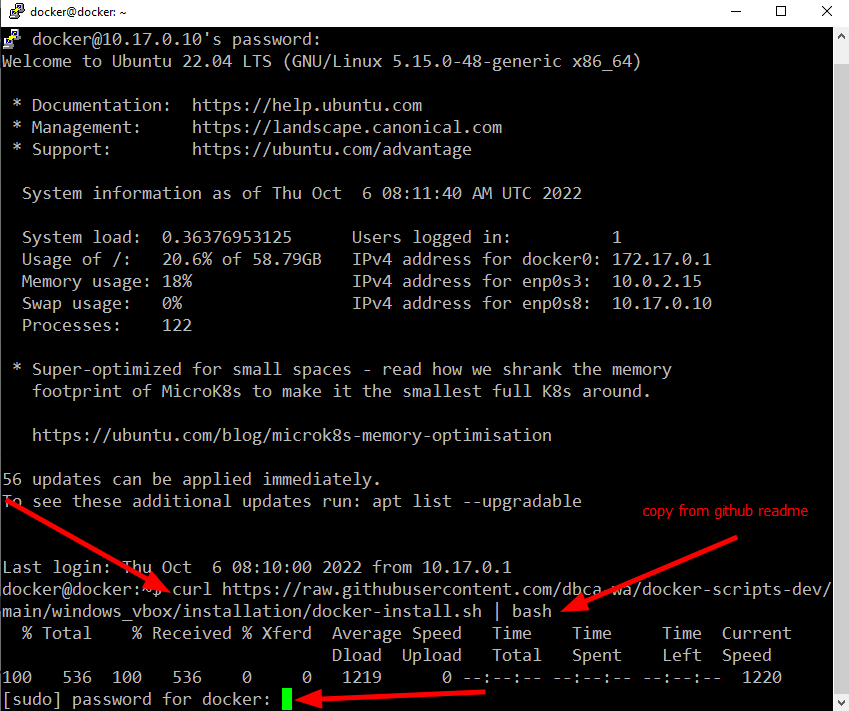 docker@docker: ~
docker@10.17.0.10's password:
Welcome to Ubuntu 22.04 LTS (GNU/Linux 5.15.0-48-generic x86_64)
* Documentation:  https://help.ubuntu.com
* Management:     https://landscape.canonical.com
* Support:        https://ubuntu.com/advantage
System information as of Thu Oct  6 08:11:40 AM UTC 2022
System load:  0.36376953125      Users logged in:          1
Usage of /:   20.6% of 58.79GB   IPv4 address for docker0: 172.17.0.1
Memory usage: 18%                IPv4 address for enp0s3:  10.0.2.15
Swap usage:   0%                 IPv4 address for enp0s8:  10.17.0.10
Processes:    122
* Super-optimized for small spaces - read how we shrank the memory
footprint of MicroK8s to make it the smallest full K8s around.
https://ubuntu.com/blog/microk8s-memory-optimisation
56 updates can be applied immediately.
To see these additional updates run: apt list --upgradable
copy from github readme
Last login: Thu Oct  6 08:10:00 2022 from 10.17.0.1
docker@docker:~$ curl https://raw.githubusercontent.com/dbca-wa/docker-scripts-dev/
main/windows_vbox/installation/docker-install.sh | bash
% Total    % Received % Xferd  Average Speed   Time    Time     Time  Current
Dload  Upload   Total   Spent    Left  Speed
100   536  100   536    0     0   1219      0 --:--:-- --:--:-- --:--:--  1220
[sudo] password for docker: